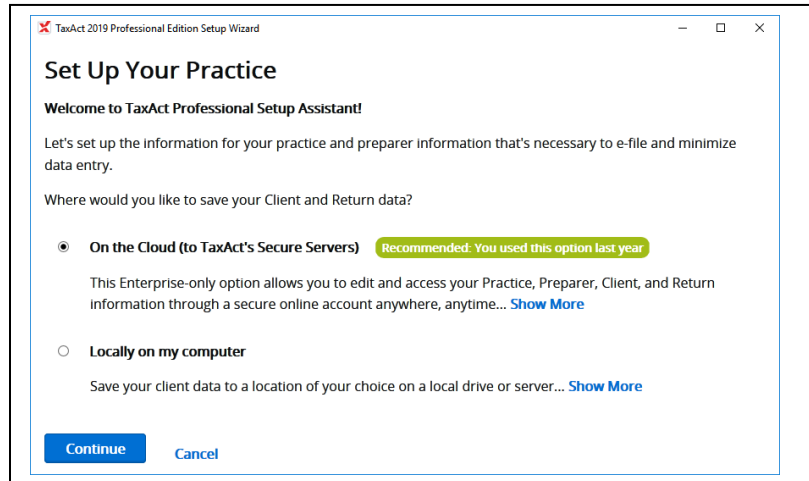 TaxAct 2019 Professional Edition Setup Wizard
Set Up Your Practice
Welcome to TaxAct Professional Setup Assistant!
Let's set up the information for your practice and preparer information that's necessary to e-file and minimize
data entry.
Where would you like to save your Client and Return data?
On the Cloud (to TaxAct's Secure Servers) Recommended: You used this option last year
This Enterprise-only option allows you to edit and access your Practice, Preparer, Client, and Return
information through a secure online account anywhere, anytime... Show More
Locally on my computer
Save your client data to a location of your choice on a local drive or server... Show More
Continue Cancel